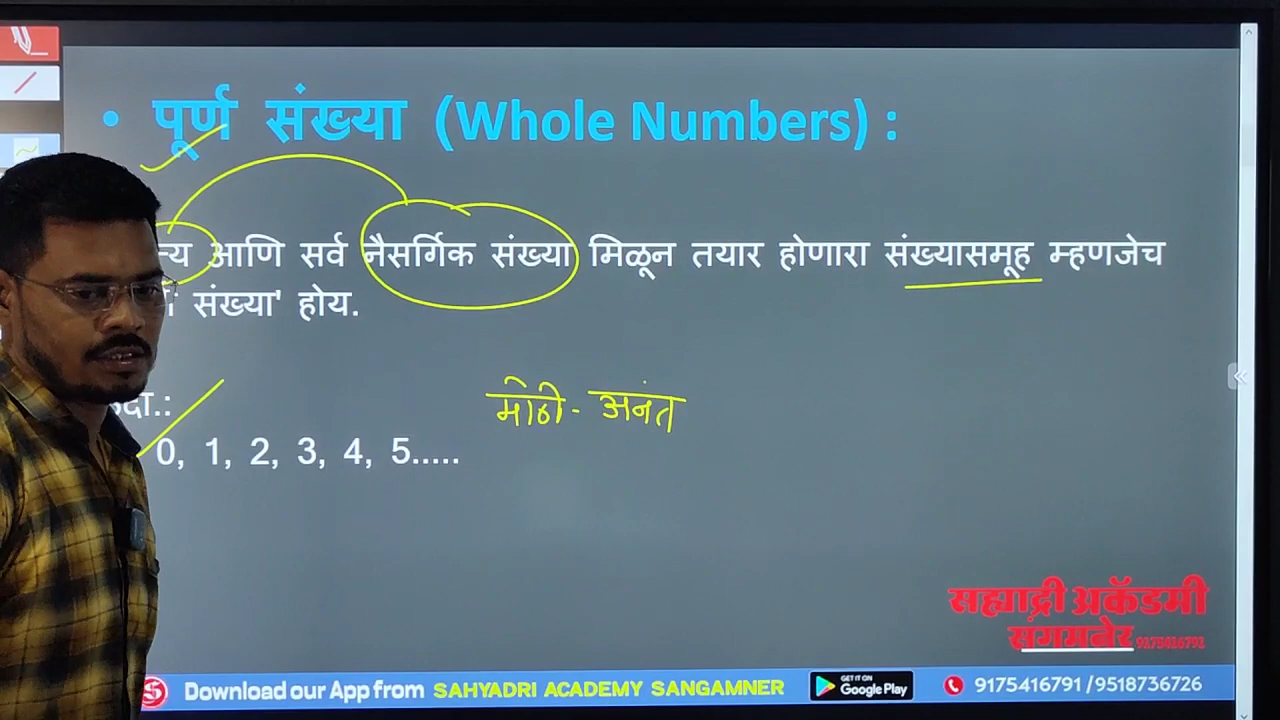 • पूर्ण संख्या (Whole Numbers) :
आणि सर्व नैसर्गिक संख्या मिळून तयार होणारा संख्यासमूह म्हणजेच
संख्या' होय.
मोठी - अनंत
0, 1, 2, 3, 4, 5.....
सह्याद्री अकॅडमी
संगमनेर 9175416792
Download our App from SAHYADRI ACADEMY SANGAMNER GET IT ON Google Play 9175416791 /9518736726